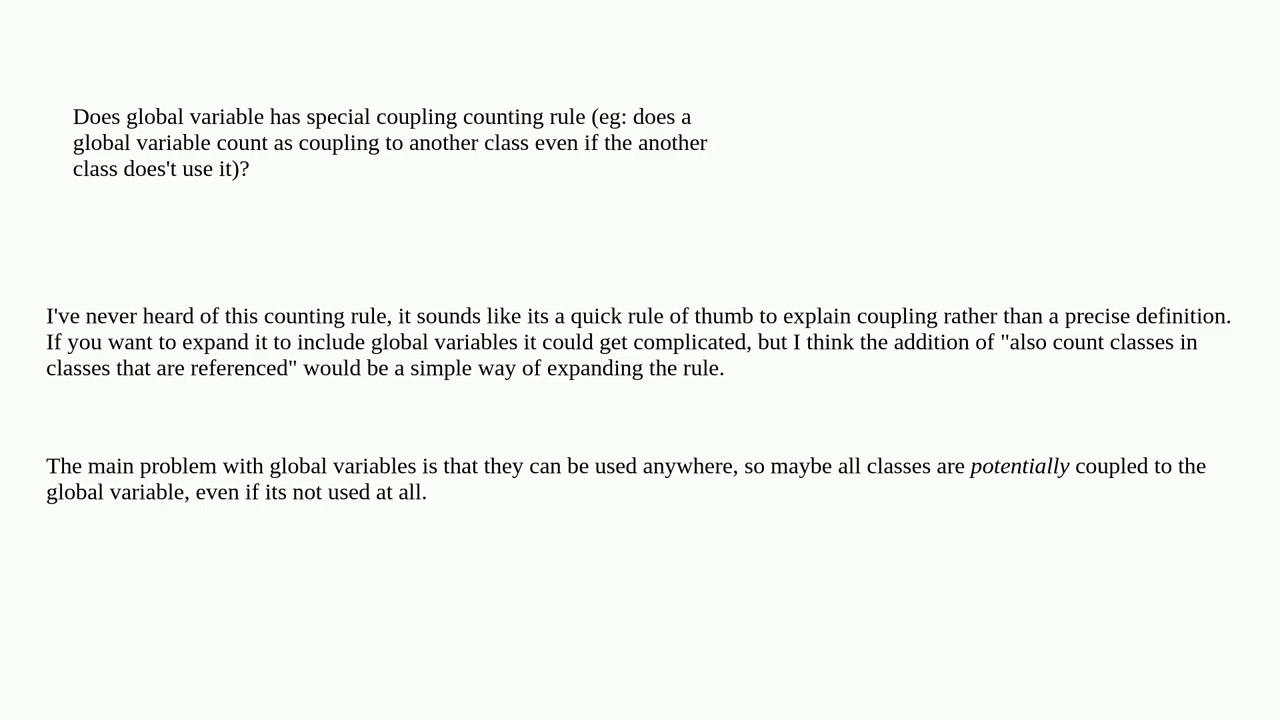 Does global variable has special coupling counting rule (eg: does a
global variable count as coupling to another class even if the another
class does't use it)?
I've never heard of this counting rule, it sounds like its a quick rule of thumb to explain coupling rather than a precise definition.
If you want to expand it to include global variables it could get complicated, but I think the addition of "also count classes in
classes that are referenced" would be a simple way of expanding the rule.
The main problem with global variables is that they can be used anywhere, so maybe all classes are potentially coupled to the
global variable, even if its not used at all.